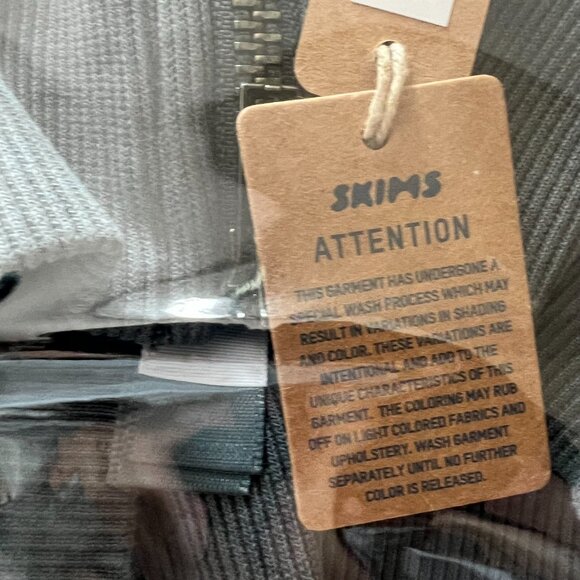 SKIMS
ATTENTION
THIS GARMENT HAS UNDERGONE A
SPECIAL WASH PROCESS WHICH MAY
RESULT IN VARIATIONS IN SHADING
AND COLOR. THESE VARIATIONS ARE
INTENTIONAL AND ADD TO THE
UNIQUE CHARACTERISTICS OF THIS
GARMENT. THE COLORING MAY RUB
OFF ON LIGHT COLORED FABRICS AND
UPHOLSTERY. WASH GARMENT
SEPARATELY UNTIL NO FURTHER
COLOR IS RELEASED.